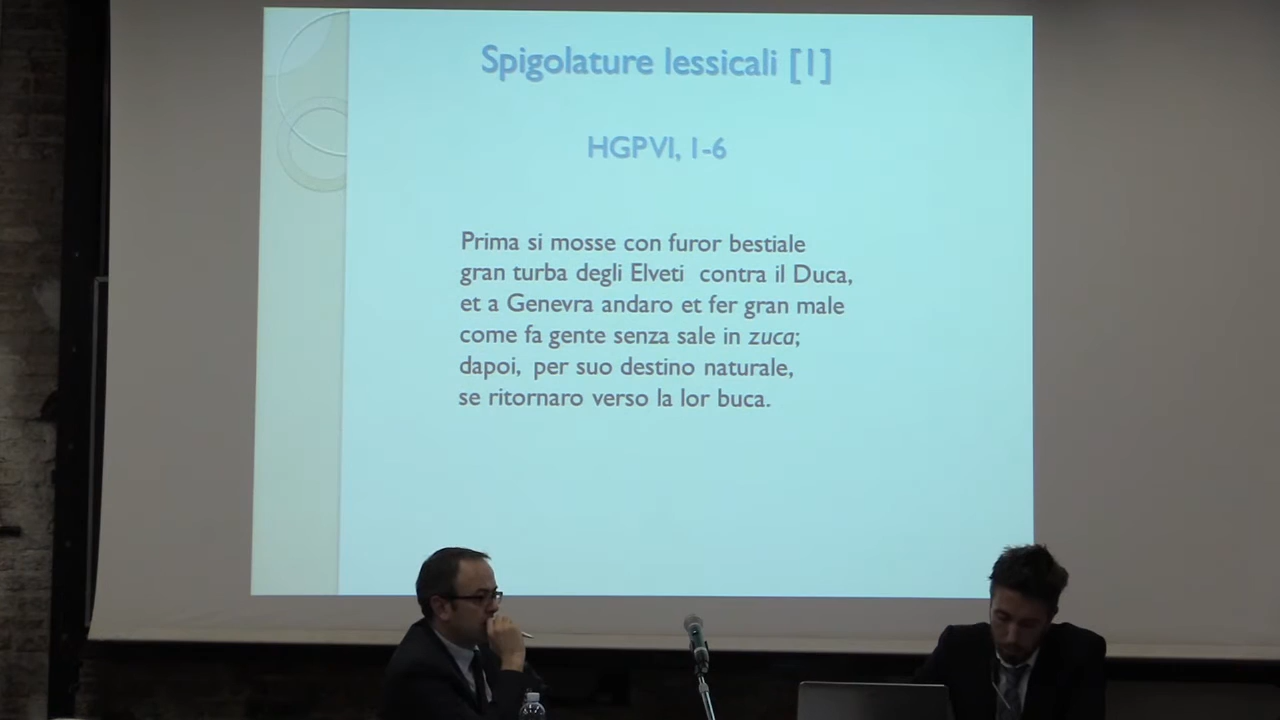 Spigolature lessicali [1]
HGP VI, 1-6
Prima si mosse con furor bestiale
gran turba degli Elveti contra il Duca,
et a Genevra andaro et fer gran male
come fa gente senza sale in zuca;
dapoi, per suo destino naturale,
se ritornaro verso la lor buca.